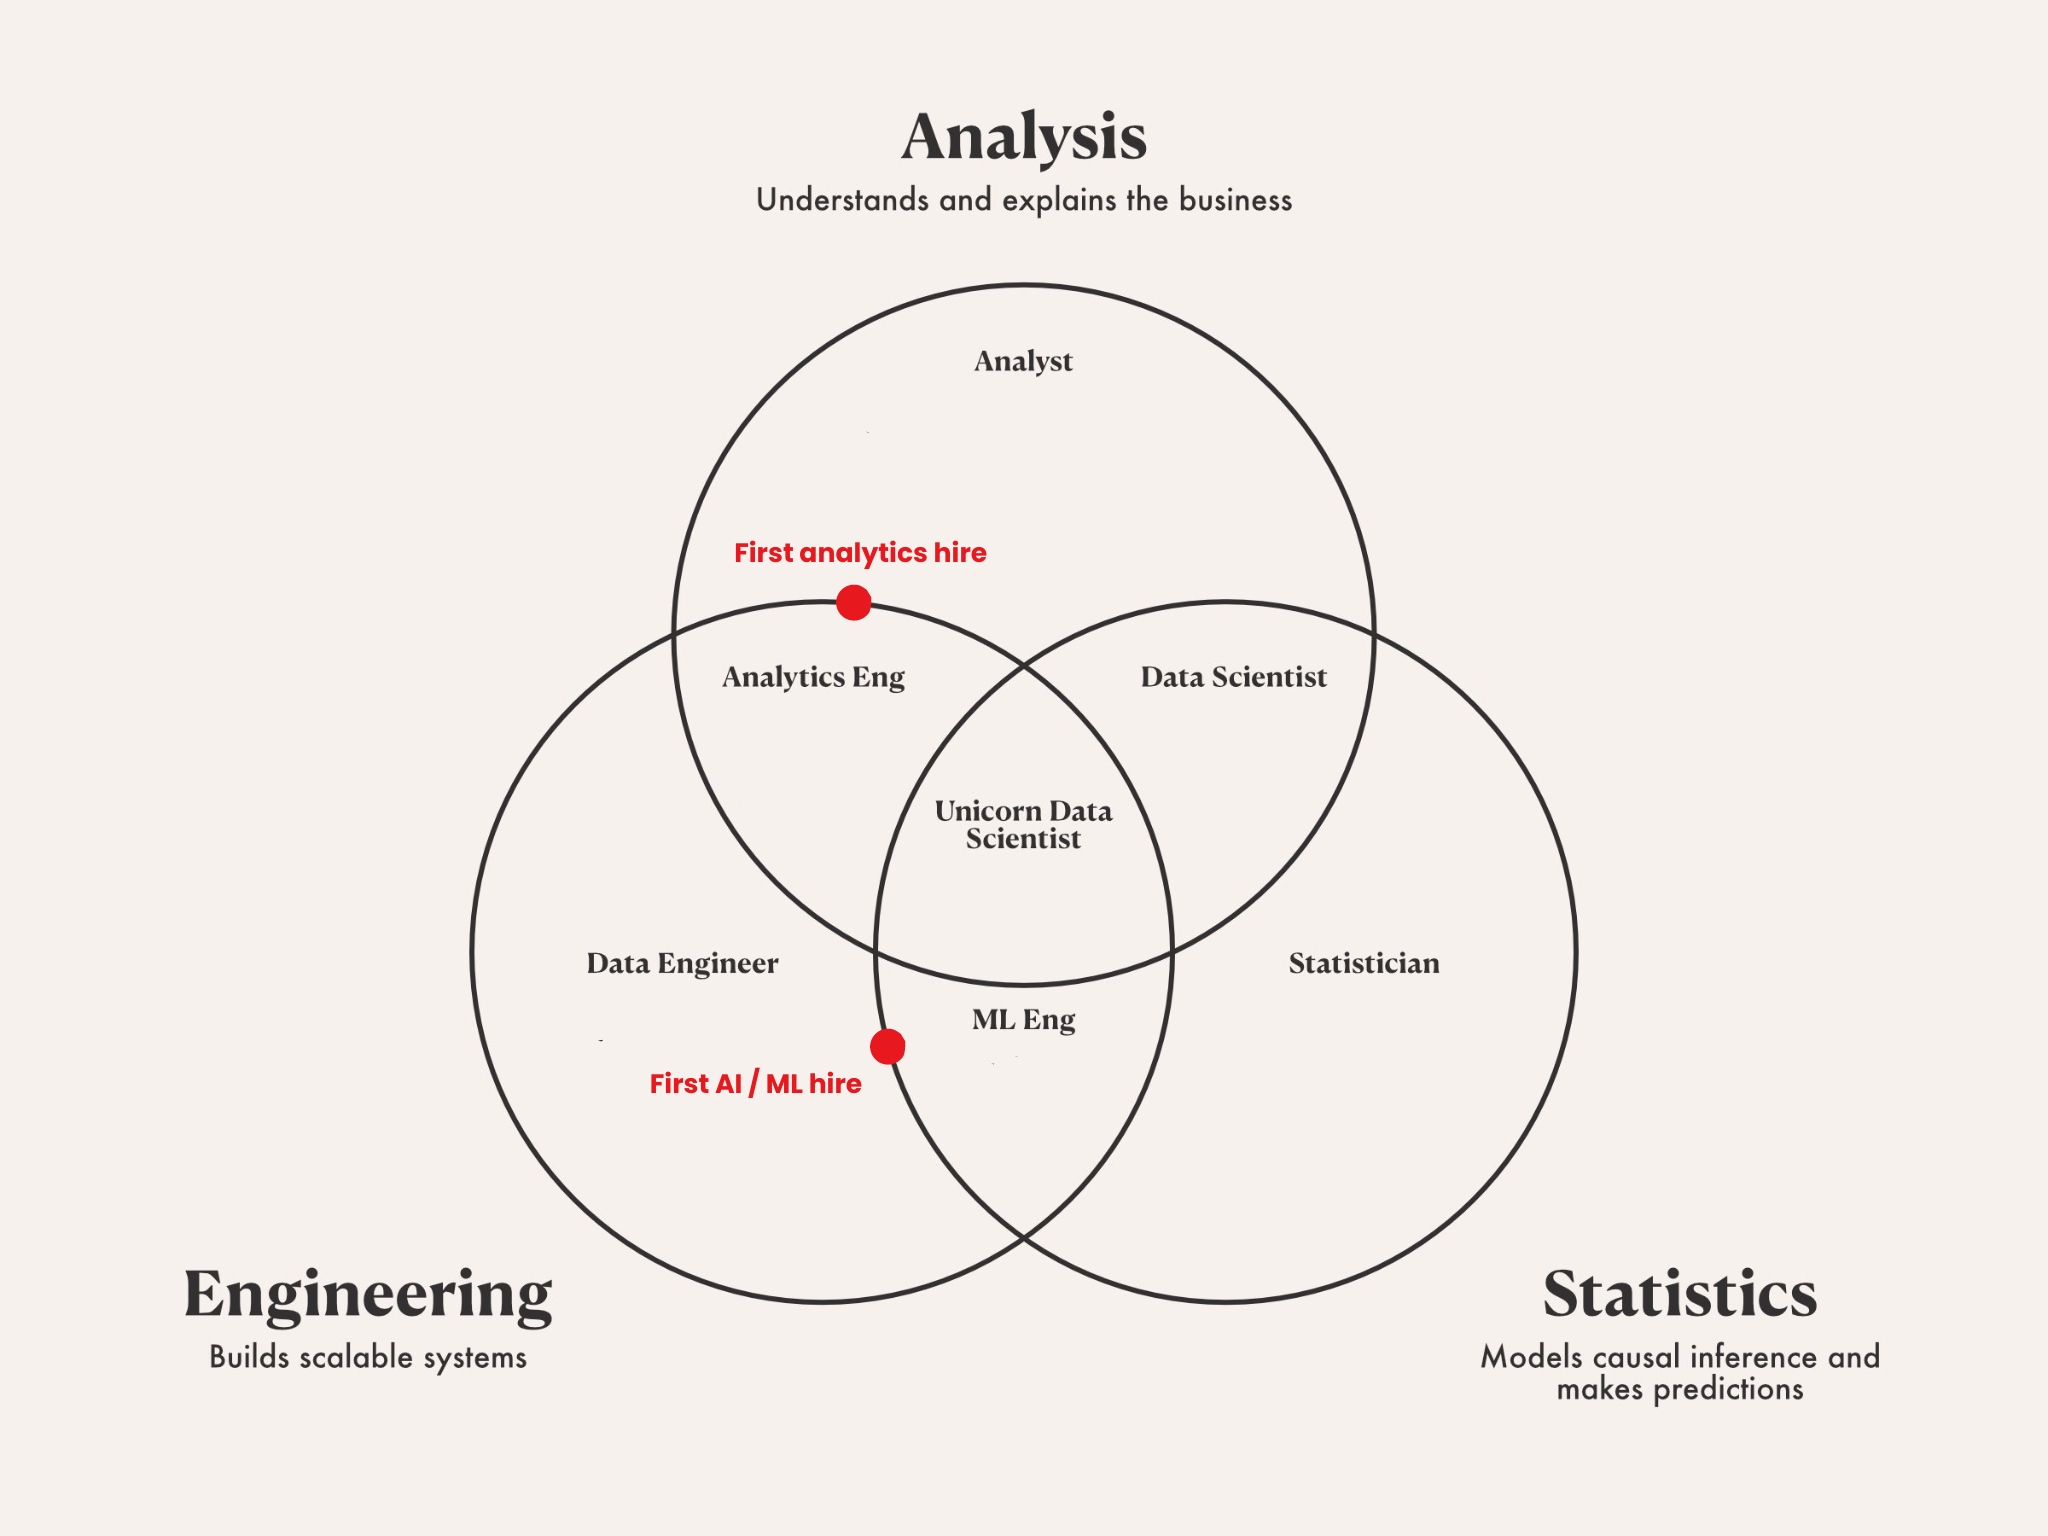 Analysis
Understands and explains the business
Analyst
First analytics hire
Analytics Eng
Data Scientist
Unicorn Data
Scientist
Data Engineer
Statistician
ML Eng
First AI / ML hire
Engineering
Builds scalable systems
Statistics
Models causal inference and
makes predictions